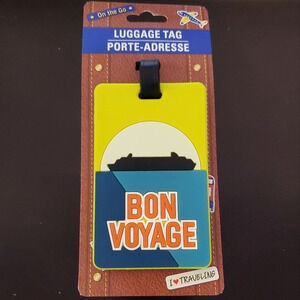 On the Go
LUGGAGE TAG
PORTE-ADRESSE
BON
VOYAGE
I ♥ TRAVELING